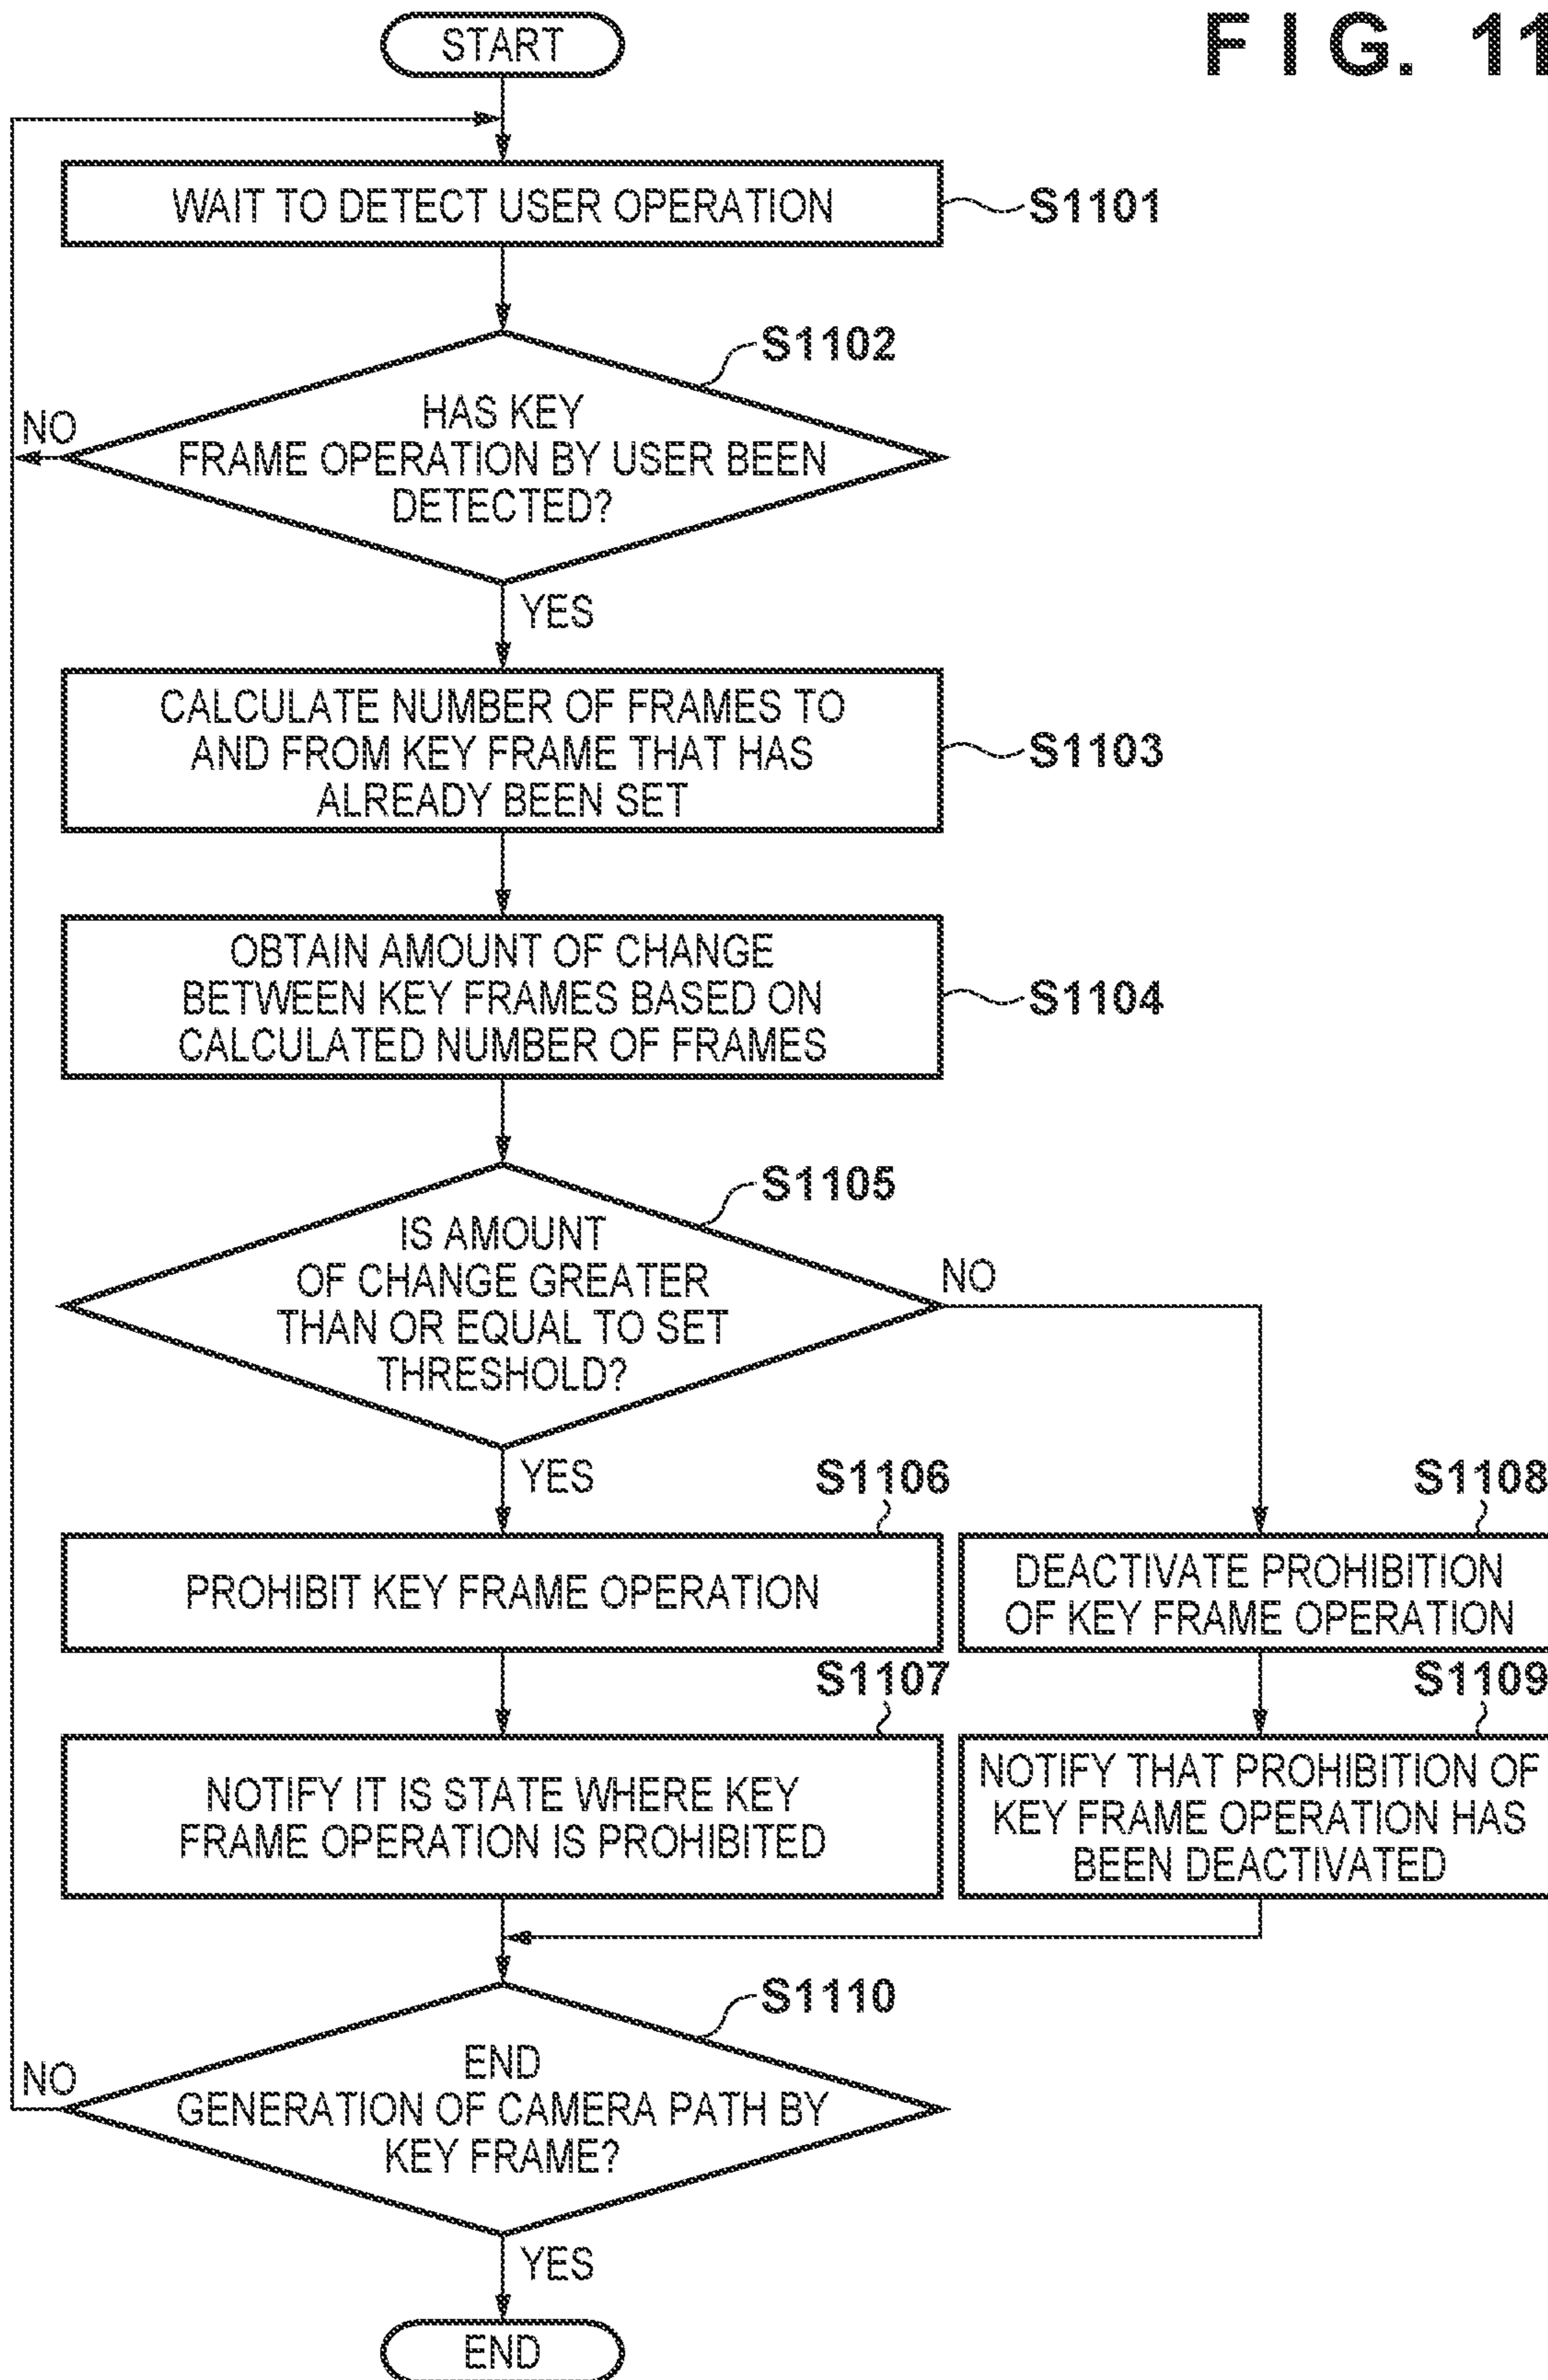 START
FIG. 11
WAIT TO DETECT USER OPERATION
S1101
S1102
HAS KEY
FRAME OPERATION BY USER BEEN
DETECTED?
NO
YES
CALCULATE NUMBER OF FRAMES TO
AND FROM KEY FRAME THAT HAS
ALREADY BEEN SET
S1103
OBTAIN AMOUNT OF CHANGE
BETWEEN KEY FRAMES BASED ON
CALCULATED NUMBER OF FRAMES
S1104
S1105
IS AMOUNT
OF CHANGE GREATER
THAN OR EQUAL TO SET
THRESHOLD?
NO
YES
S1106
PROHIBIT KEY FRAME OPERATION
S1108
DEACTIVATE PROHIBITION
OF KEY FRAME OPERATION
S1107
NOTIFY IT IS STATE WHERE KEY
FRAME OPERATION IS PROHIBITED
S1109
NOTIFY THAT PROHIBITION OF
KEY FRAME OPERATION HAS
BEEN DEACTIVATED
S1110
END
GENERATION OF CAMERA PATH BY
KEY FRAME?
NO
YES
END